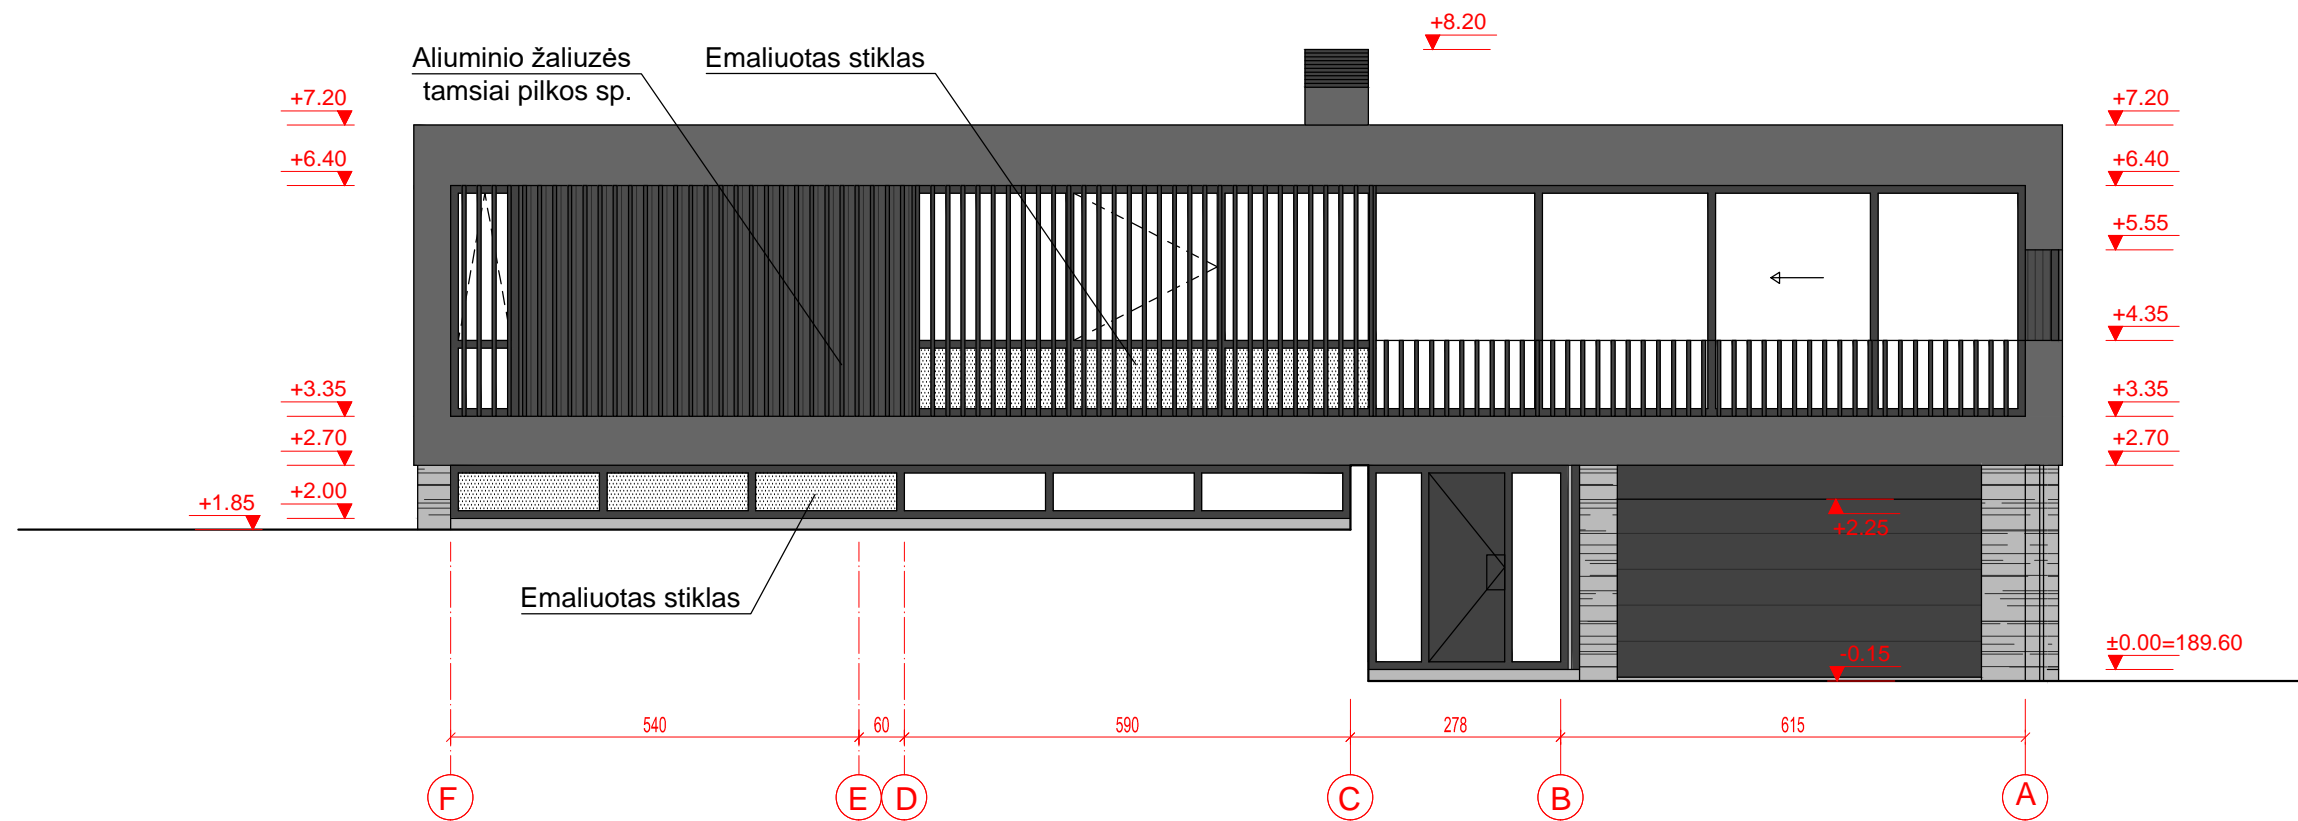 +8.20
Aliuminio žaliuzės
tamsiai pilkos sp.
Emaliuotas stiklas
+7.20
+7.20
+6.40
+6.40
+5.55
+4.35
+3.35
+3.35
+2.70
+2.70
+2.00
+1.85
+2.25
Emaliuotas stiklas
-0.15
±0.00=189.60
540
60
590
278
615
F
E
D
C
B
A